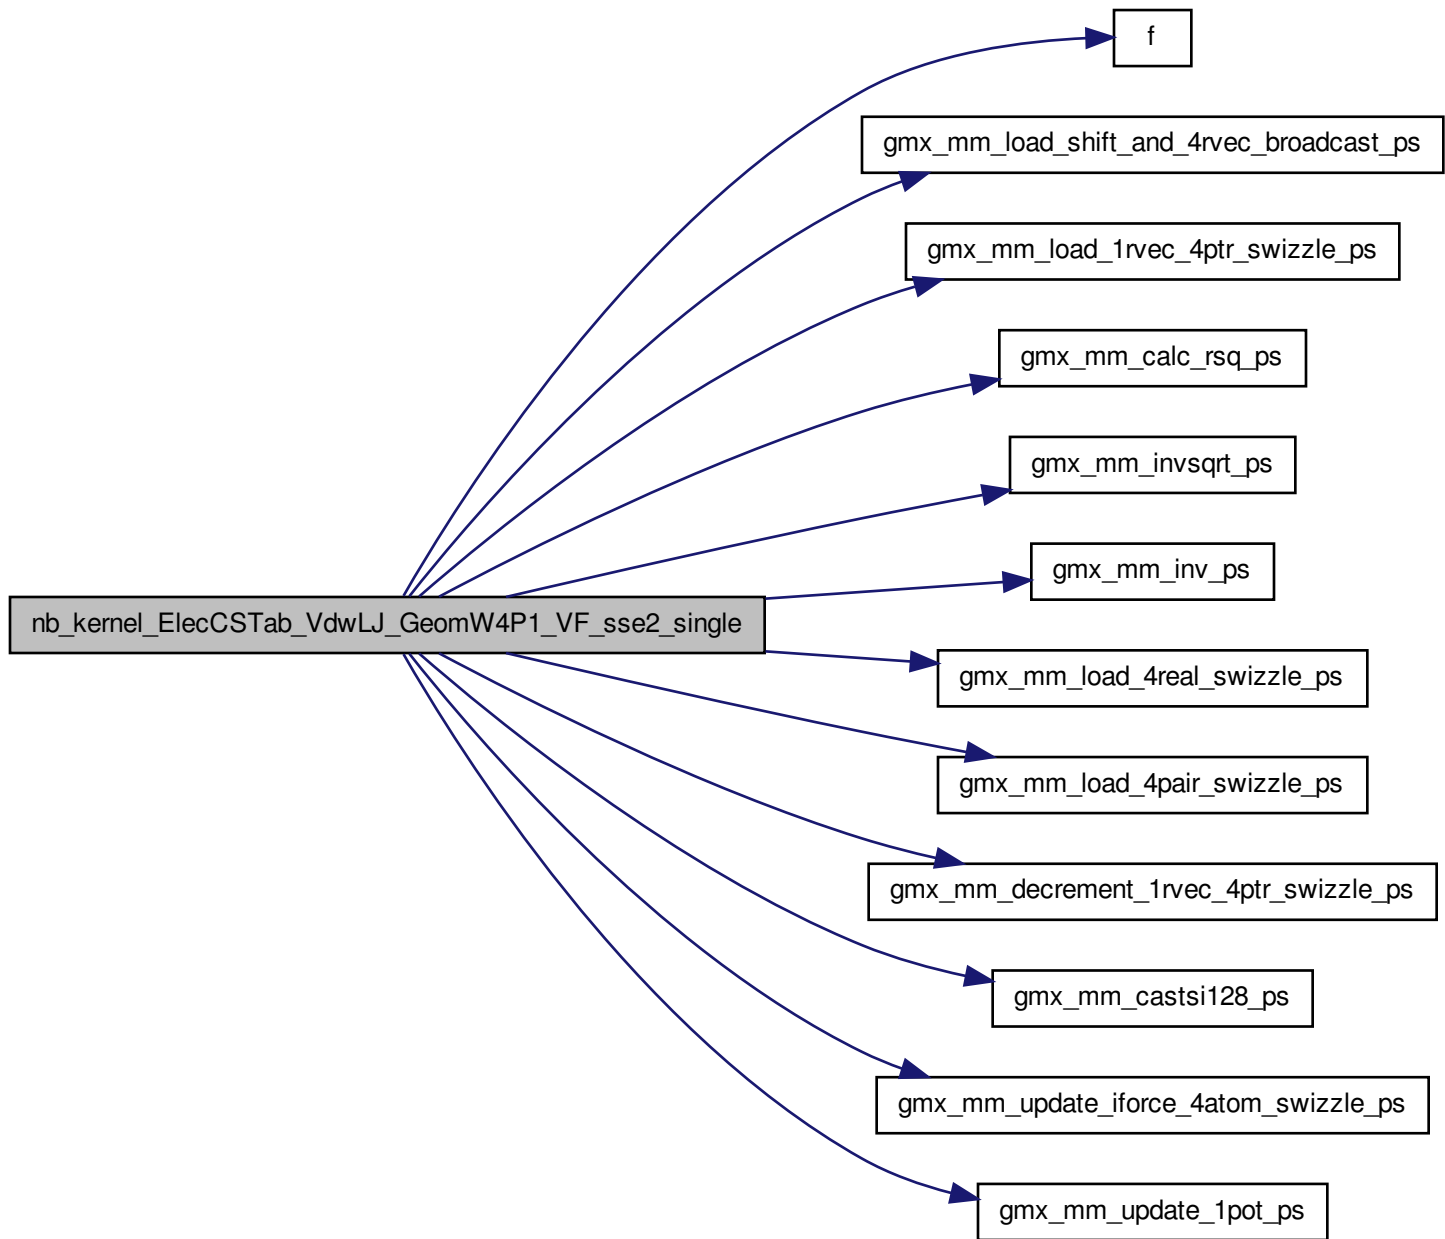 f
gmx_mm_load_shift_and_4rvec_broadcast_ps
gmx_mm_load_1rvec_4ptr_swizzle_ps
gmx_mm_calc_rsq_ps
gmx_mm_invsqrt_ps
gmx_mm_inv_ps
nb_kernel_ElecCSTab_VdwLJ_GeomW4P1_VF_sse2_single
gmx_mm_load_4real_swizzle_ps
gmx_mm_load_4pair_swizzle_ps
gmx_mm_decrement_1rvec_4ptr_swizzle_ps
gmx_mm_castsi128_ps
gmx_mm_update_iforce_4atom_swizzle_ps
gmx_mm_update_1pot_ps